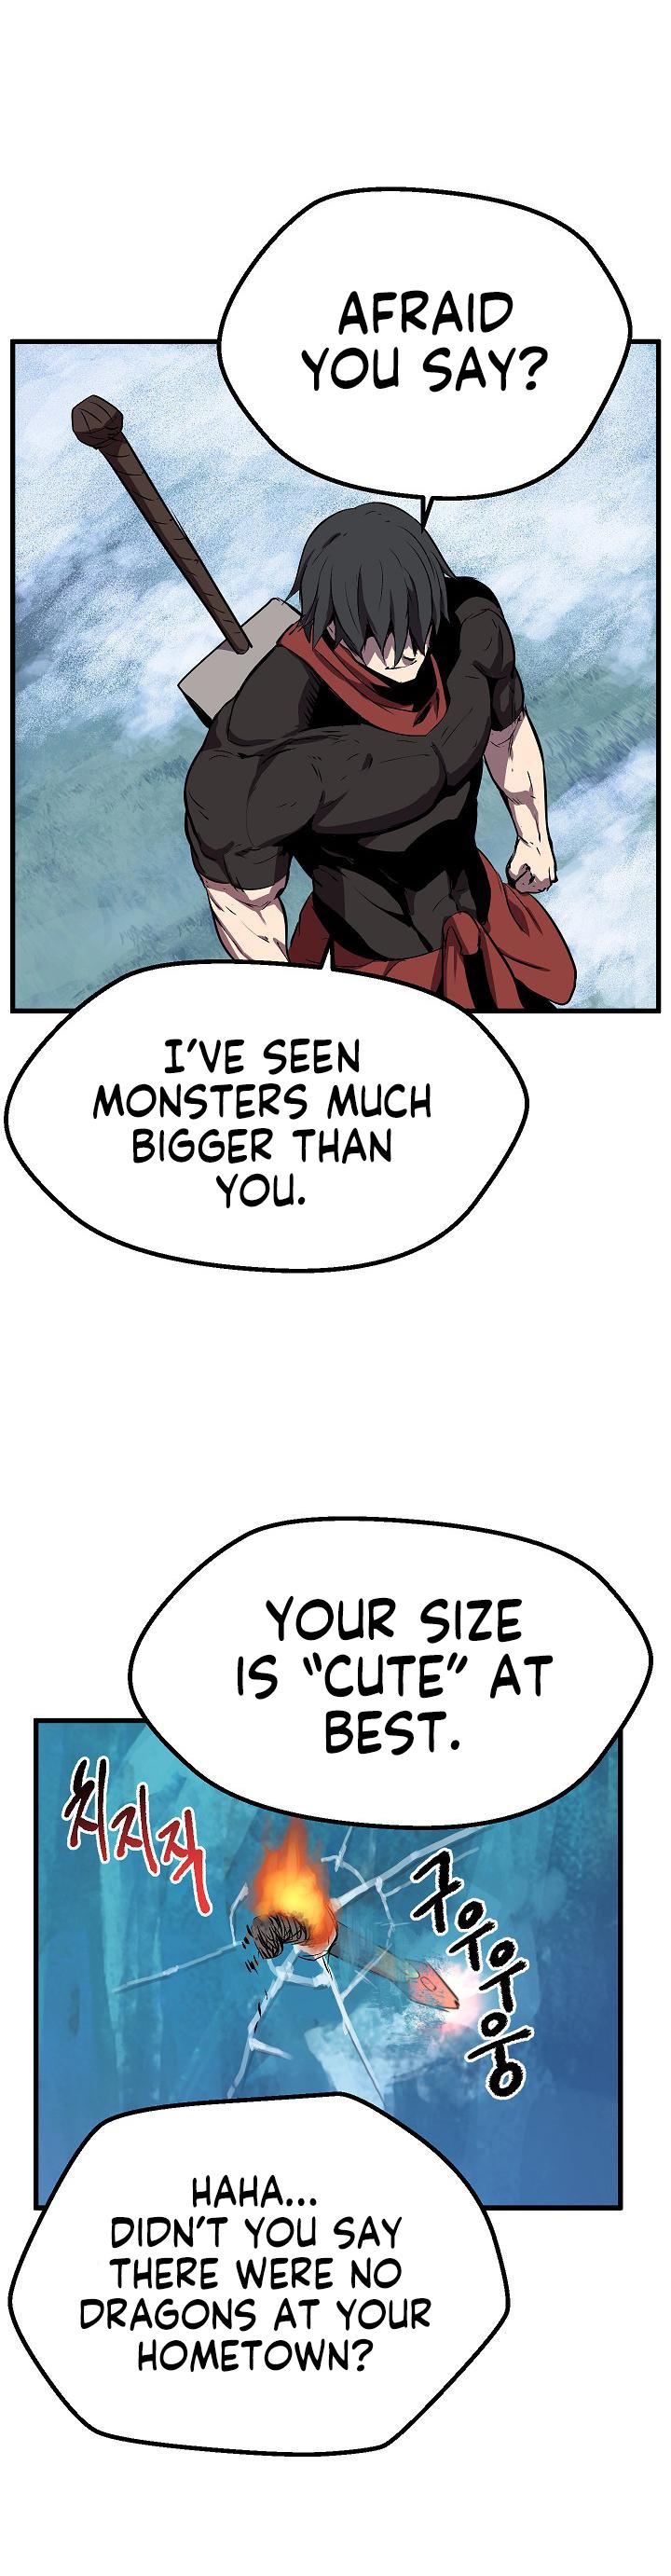 AFRAID
YOU SAY?
I'VE SEEN
MONSTERS MUCH
BIGGER THAN
YOU.
YOUR SIZE
IS "CUTE" AT
BEST.
치지직
구우우웅
HAHA...
DIDN'T YOU SAY
THERE WERE NO
DRAGONS AT YOUR
HOMETOWN?